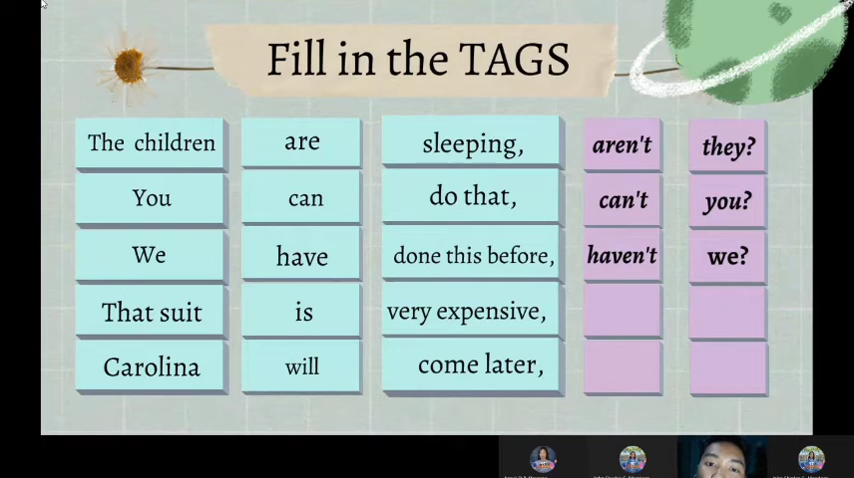 Fill in the TAGS
The children are sleeping, aren't they?
You can do that, can't you?
We have done this before, haven't we?
That suit is very expensive,
Carolina will come later,